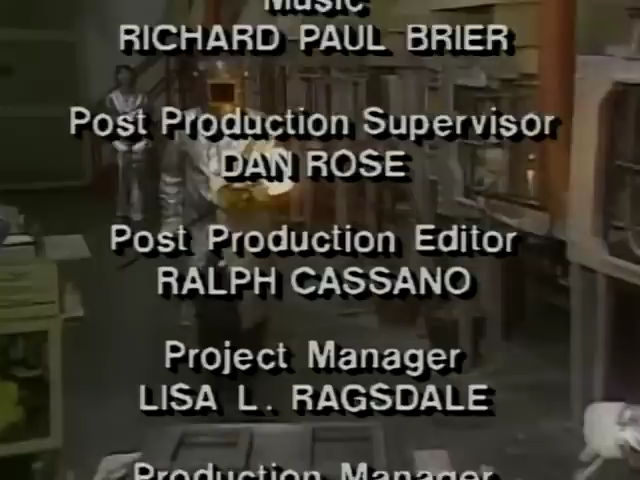 Music
RICHARD PAUL BRIER
Post Production Supervisor
DAN ROSE
Post Production Editor
RALPH CASSANO
Project Manager
LISA L. RAGSDALE
Production Manager